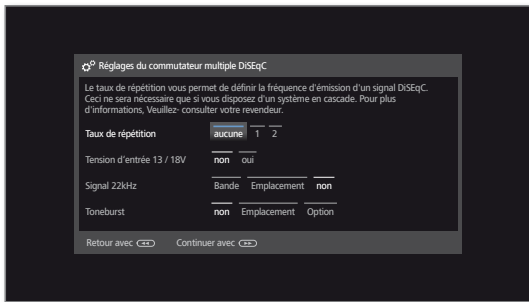 Réglages du commutateur multiple DiSEqC
Le taux de répétition vous permet de définir la fréquence d'émission d'un signal DiSEqC.
Ceci ne sera nécessaire que si vous disposez d'un système en cascade. Pour plus
d'informations, Veuillez- consulter votre revendeur.
Taux de répétition aucune 1 2
Tension d'entrée 13 / 18V non oui
Signal 22kHz Bande Emplacement non
Toneburst non Emplacement Option
Retour avec Continuer avec